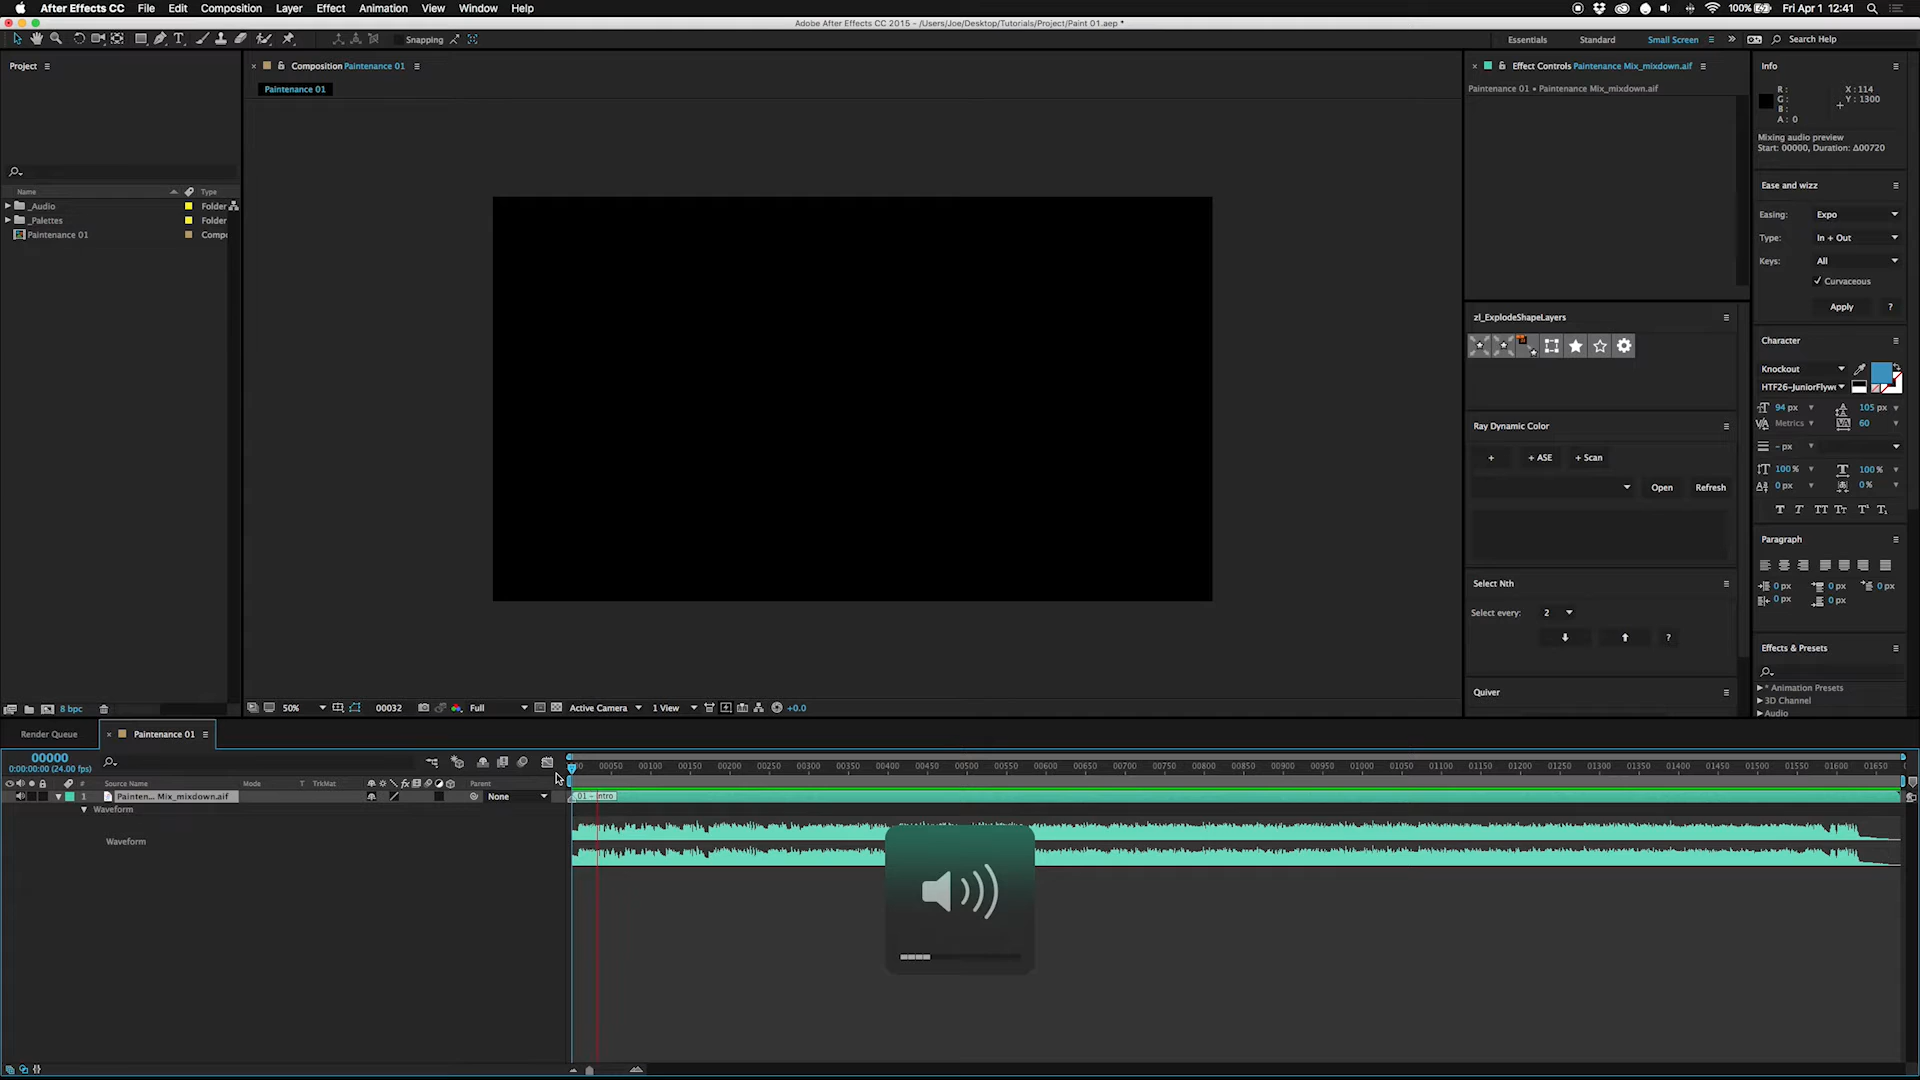 After Effects CC File Edit Composition Layer Effect Animation View Window Help 100% Fri Apr 1 12:41
Adobe After Effects CC 2015 - /Users/Joe/Desktop/Tutorials/Project/Paint 01.aep *
Snapping Essentials Standard Small Screen Search Help
Project
Name Type
_Audio Folder
_Palettes Folder
Paintenance 01 Compo
8 bpc
Composition Paintenance 01
Paintenance 01
50% 00032 Full Active Camera 1 View +0.0
Effect Controls Paintenance Mix_mixdown.aif
Paintenance 01 • Paintenance Mix_mixdown.aif
zl_ExplodeShapeLayers
Ray Dynamic Color
+ + ASE + Scan
Open Refresh
Select Nth
Select every: 2
?
Quiver
Info
R : X : 114
G : Y : 1300
B :
A : 0
Mixing audio preview
Start: 00000, Duration: Δ00720
Ease and wizz
Easing: Expo
Type: In + Out
Keys: All
Curvaceous
Apply ?
Character
Knockout
HTF26-JuniorFlyw
94 px 105 px
Metrics 60
- px
100 % 100 %
0 px 0 %
T T TT Tr T¹ T₁
Paragraph
0 px 0 px 0 px
0 px 0 px
Effects & Presets
* Animation Presets
3D Channel
Audio
Render Queue Paintenance 01
00000
0:00:00:00 (24.00 fps)
00 00050 00100 00150 00200 00250 00300 00350 00400 00450 00500 00550 00600 00650 00700 00750 00800 00850 00900 00950 01000 01050 01100 01150 01200 01250 01300 01350 01400 01450 01500 01550 01600 01650
# Source Name Mode T TrkMat Parent
1 Painten... Mix_mixdown.aif None 01 - Intro
Waveform
Waveform